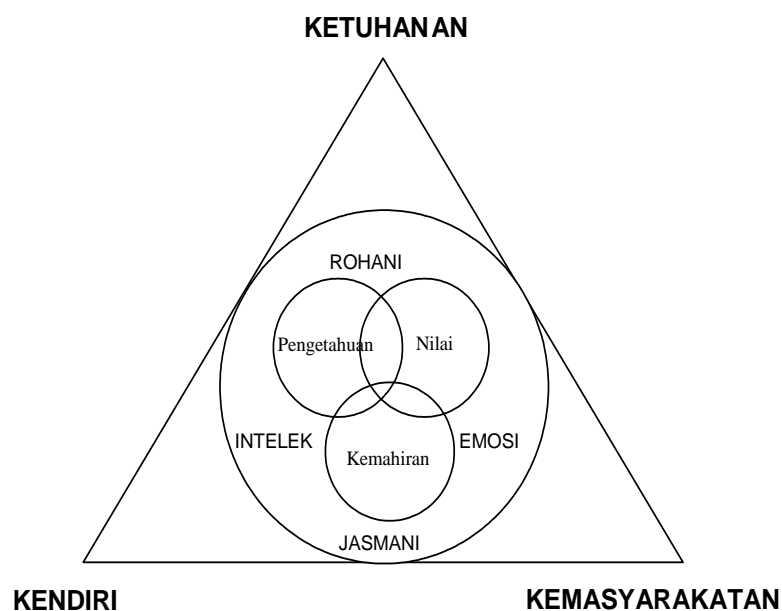 KETUHANAN
ROHANI
Pengetahuan
Nilai
INTELEK
EMOSI
Kemahiran
JASMANI
KENDIRI
KEMASYARAKATAN